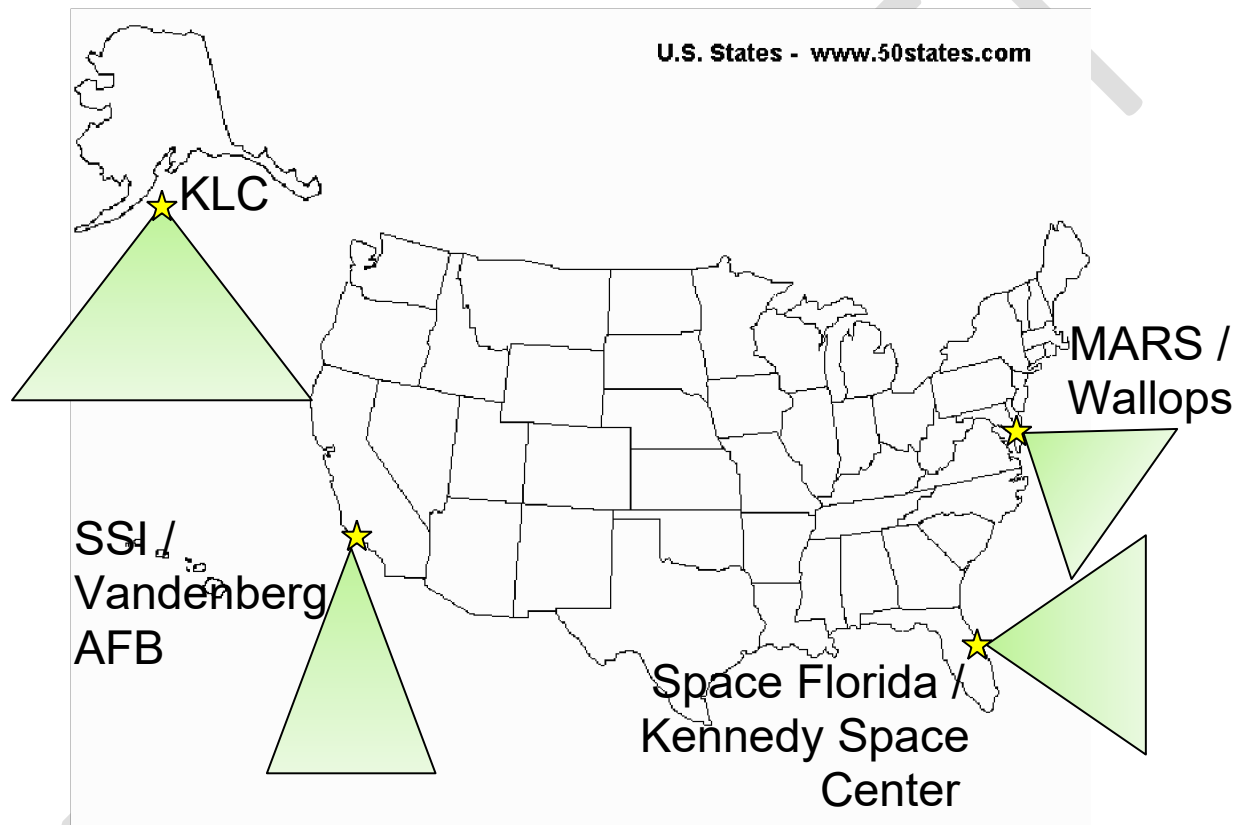 U.S. States - www.50states.com
KLC
MARS /
Wallops
SSI /
Vandenberg
AFB
Space Florida /
Kennedy Space
Center